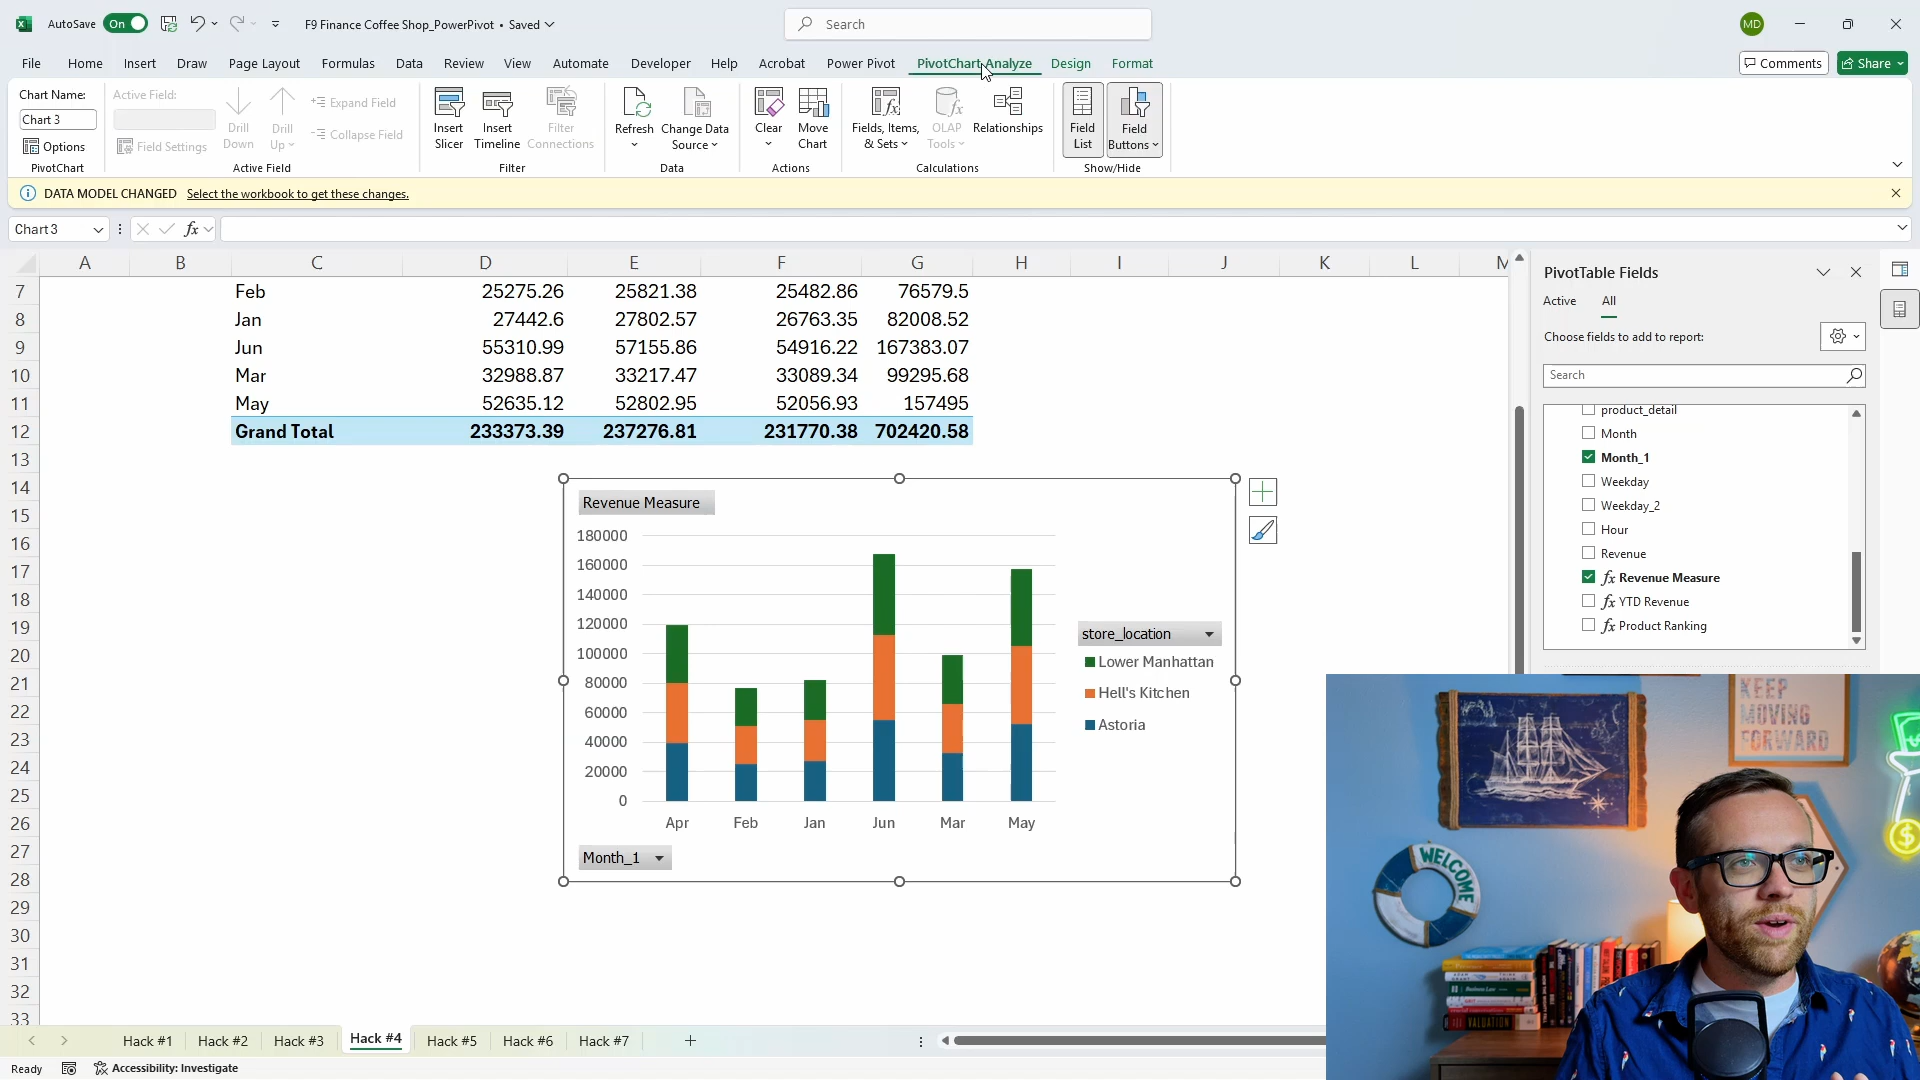 AutoSave On F9 Finance Coffee Shop_PowerPivot • Saved Search MD
File Home Insert Draw Page Layout Formulas Data Review View Automate Developer Help Acrobat Power Pivot PivotChart Analyze Design Format Comments Share
Chart Name: Active Field:
Chart 3
Options
PivotChart
Drill Down
Drill Up
Expand Field
Collapse Field
Field Settings
Active Field
Insert Slicer
Insert Timeline
Filter Connections
Filter
Refresh
Change Data Source
Data
Clear
Move Chart
Actions
Fields, Items, & Sets
OLAP Tools
Relationships
Calculations
Field List
Field Buttons
Show/Hide
DATA MODEL CHANGED Select the workbook to get these changes.
Chart 3 fx
A B C D E F G H I J K L M
7 Feb 25275.26 25821.38 25482.86 76579.5
8 Jan 27442.6 27802.57 26763.35 82008.52
9 Jun 55310.99 57155.86 54916.22 167383.07
10 Mar 32988.87 33217.47 33089.34 99295.68
11 May 52635.12 52802.95 52056.93 157495
12 Grand Total 233373.39 237276.81 231770.38 702420.58
13
14
15
16
17
18
19
20
21
22
23
24
25
26
27
28
29
30
31
32
33
Revenue Measure
180000
160000
140000
120000
100000
80000
60000
40000
20000
0
Apr Feb Jan Jun Mar May
Month_1
store_location
Lower Manhattan
Hell's Kitchen
Astoria
PivotTable Fields
Active All
Choose fields to add to report:
Search
product_detail
Month
Month_1
Weekday
Weekday_2
Hour
Revenue
fx Revenue Measure
fx YTD Revenue
fx Product Ranking
KEEP
MOVING
FORWARD
WELCOME
VALUATION
Hack #1 Hack #2 Hack #3 Hack #4 Hack #5 Hack #6 Hack #7
Ready Accessibility: Investigate